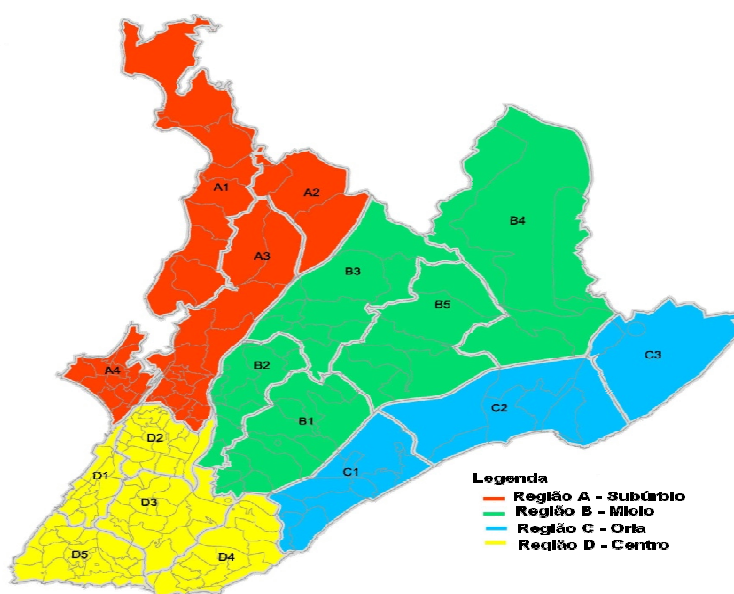 A1
A2
B4
A3
B3
B5
C3
B2
A4
C2
B1
D2
C1
D1
D3
D4
D5
Legenda
Região A - Subúrbio
Região B - Miolo
Região C - Orla
Região D - Centro